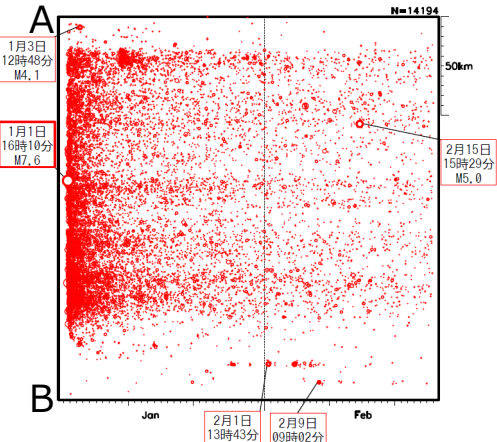 A
N=14194
1月3日
12時48分
M4.1
50km
1月1日
16時10分
M7.6
2月15日
15時29分
M5.0
B
Jan
Feb
2月1日
13時43分
2月9日
09時02分